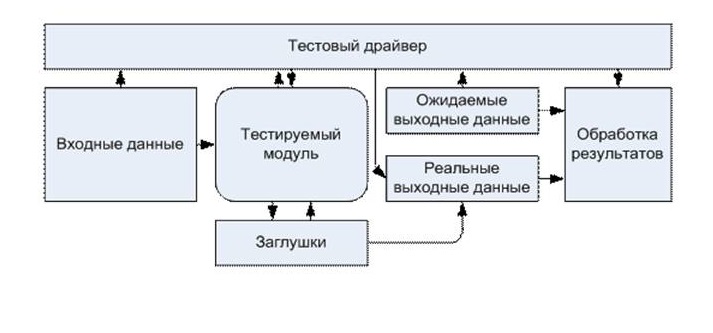 Тестовый драйвер
Входные данные
Тестируемый
модуль
Ожидаемые
выходные данные
Реальные
выходные данные
Обработка
результатов
Заглушки